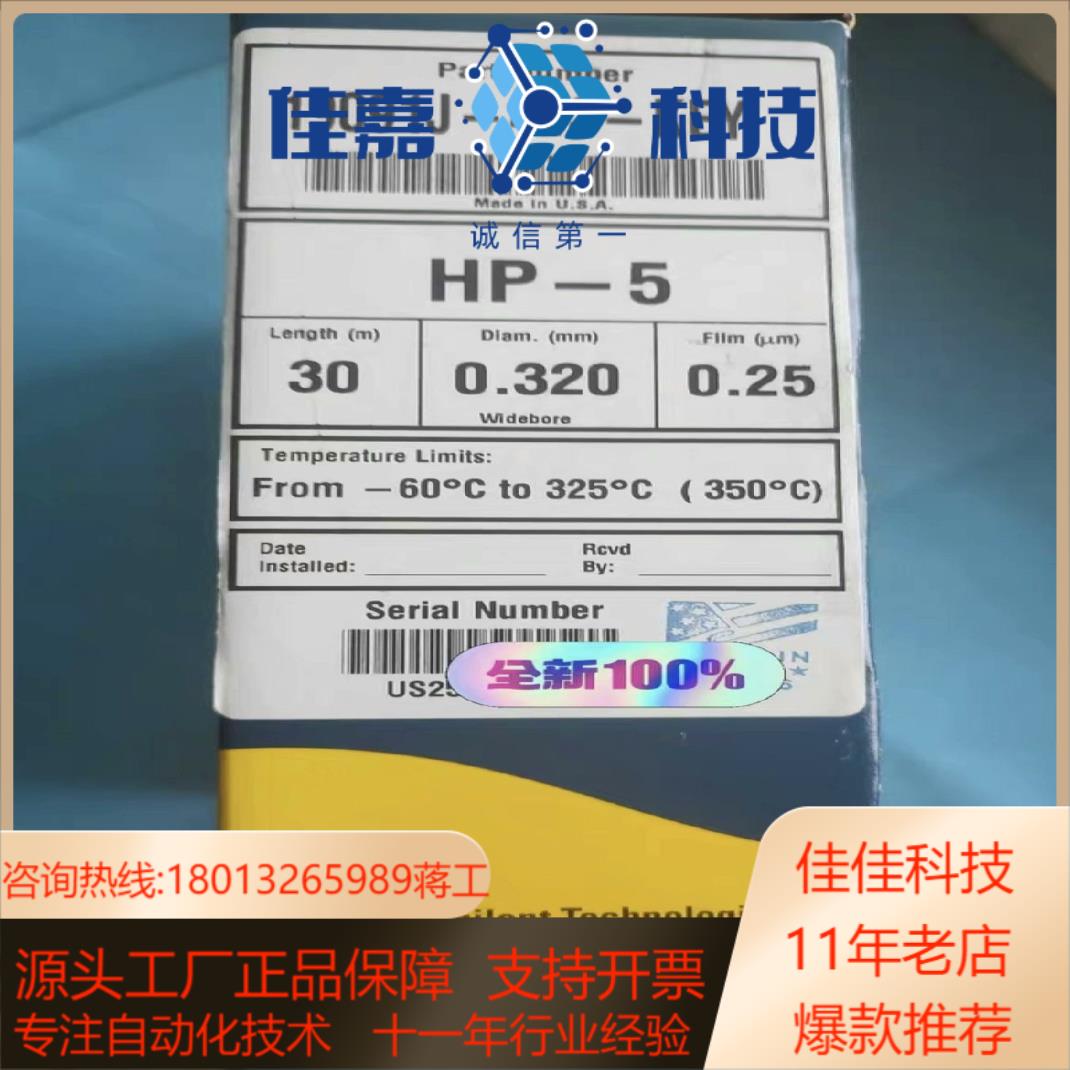 佳嘉 科技
Made in U.S.A.
诚信第一
HP-5
Length (m)
30
Diam. (mm)
0.320
Widebore
Film (μm)
0.25
Temperature Limits:
From -60°C to 325°C (350°C)
Date
Installed:
Rcvd
By:
Serial Number
全新100%
咨询热线:18013265989蒋工
源头工厂正品保障 支持开票
专注自动化技术 十一年行业经验
佳佳科技
11年老店
爆款推荐